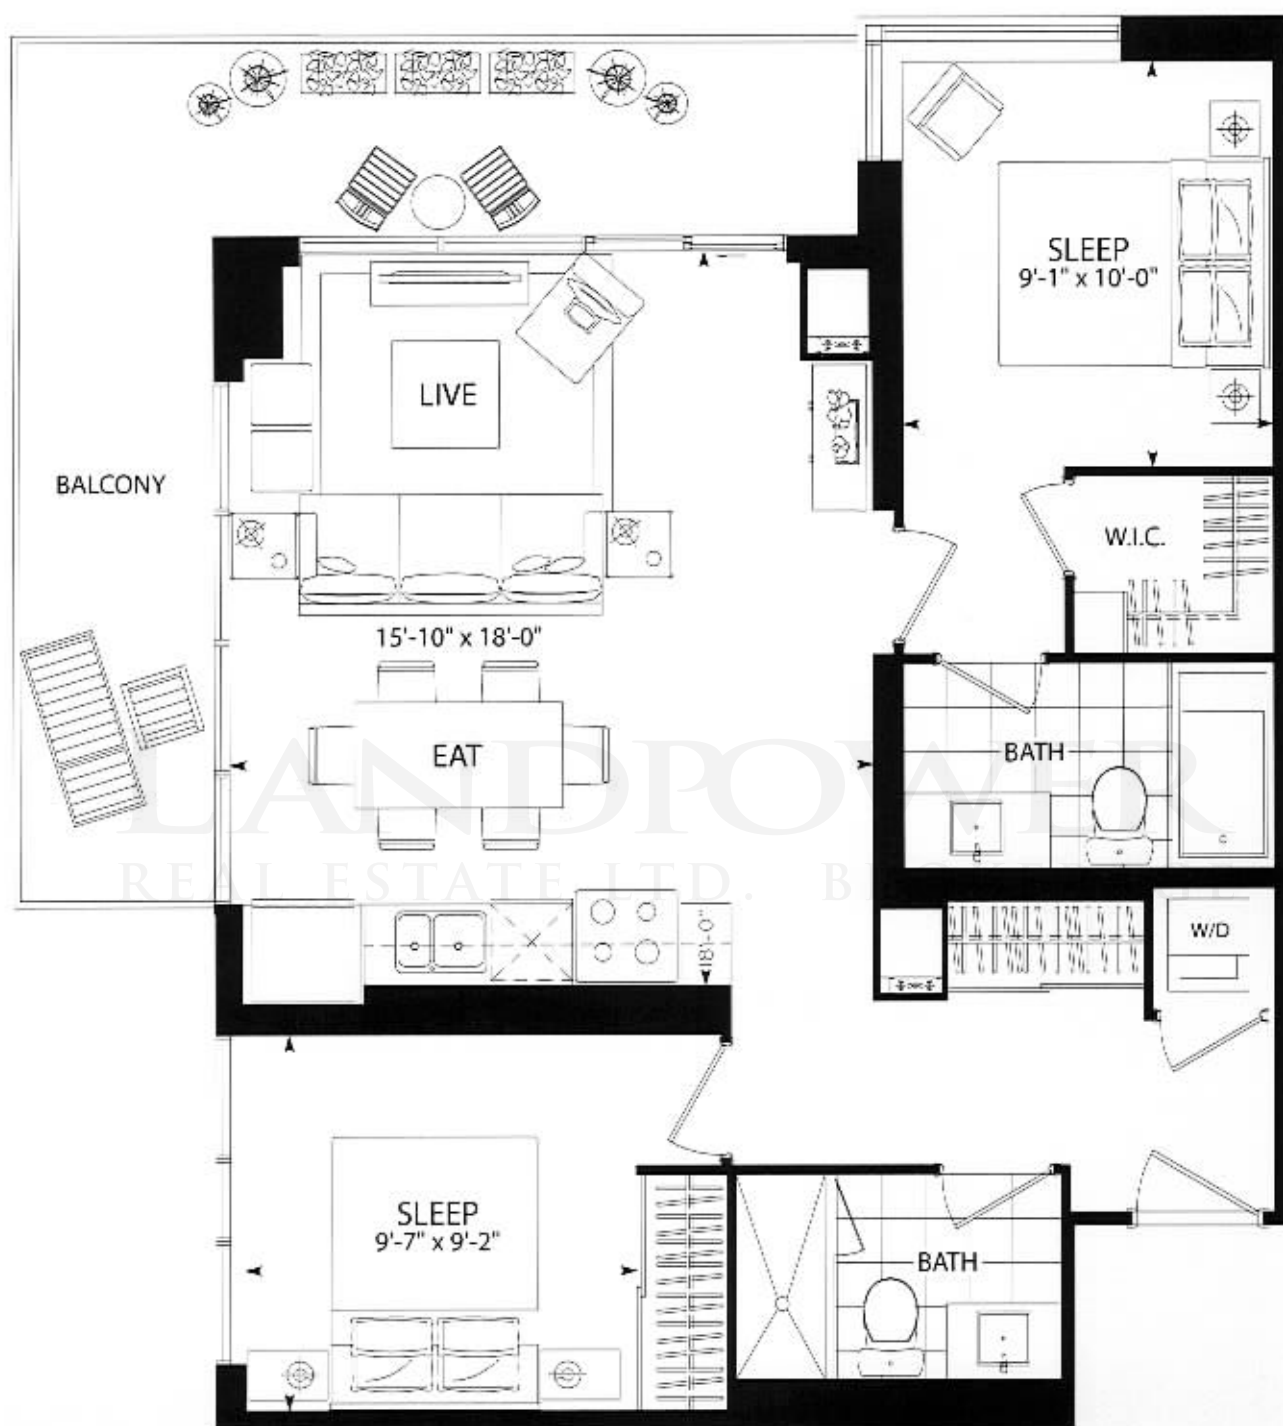 SLEEP
9'-1" x 10'-0"
LIVE
BALCONY
W.I.C.
15'-10" x 18'-0"
EAT
BATH
LANDPOWER
REAL ESTATE LTD.
W/D
18'-0"
SLEEP
9'-7" x 9'-2"
BATH